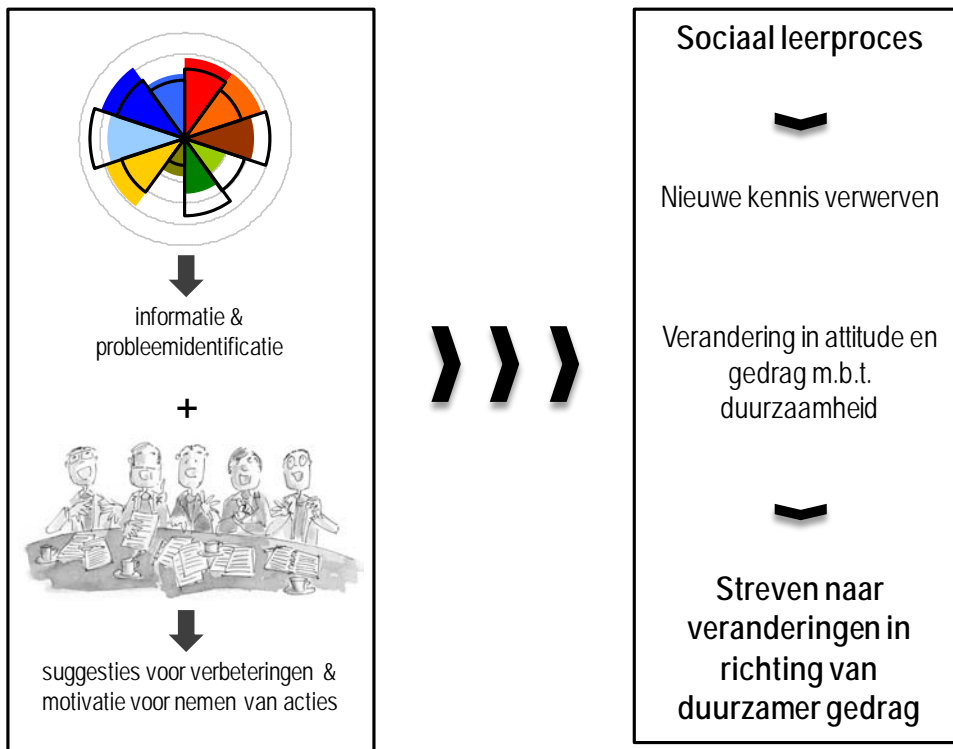 informatie &
probleemidentificatie
+
suggesties voor verbeteringen &
motivatie voor nemen van acties
Sociaal leerproces
Nieuwe kennis verwerven
Verandering in attitude en
gedrag m.b.t.
duurzaamheid
Streven naar
veranderingen in
richting van
duurzamer gedrag